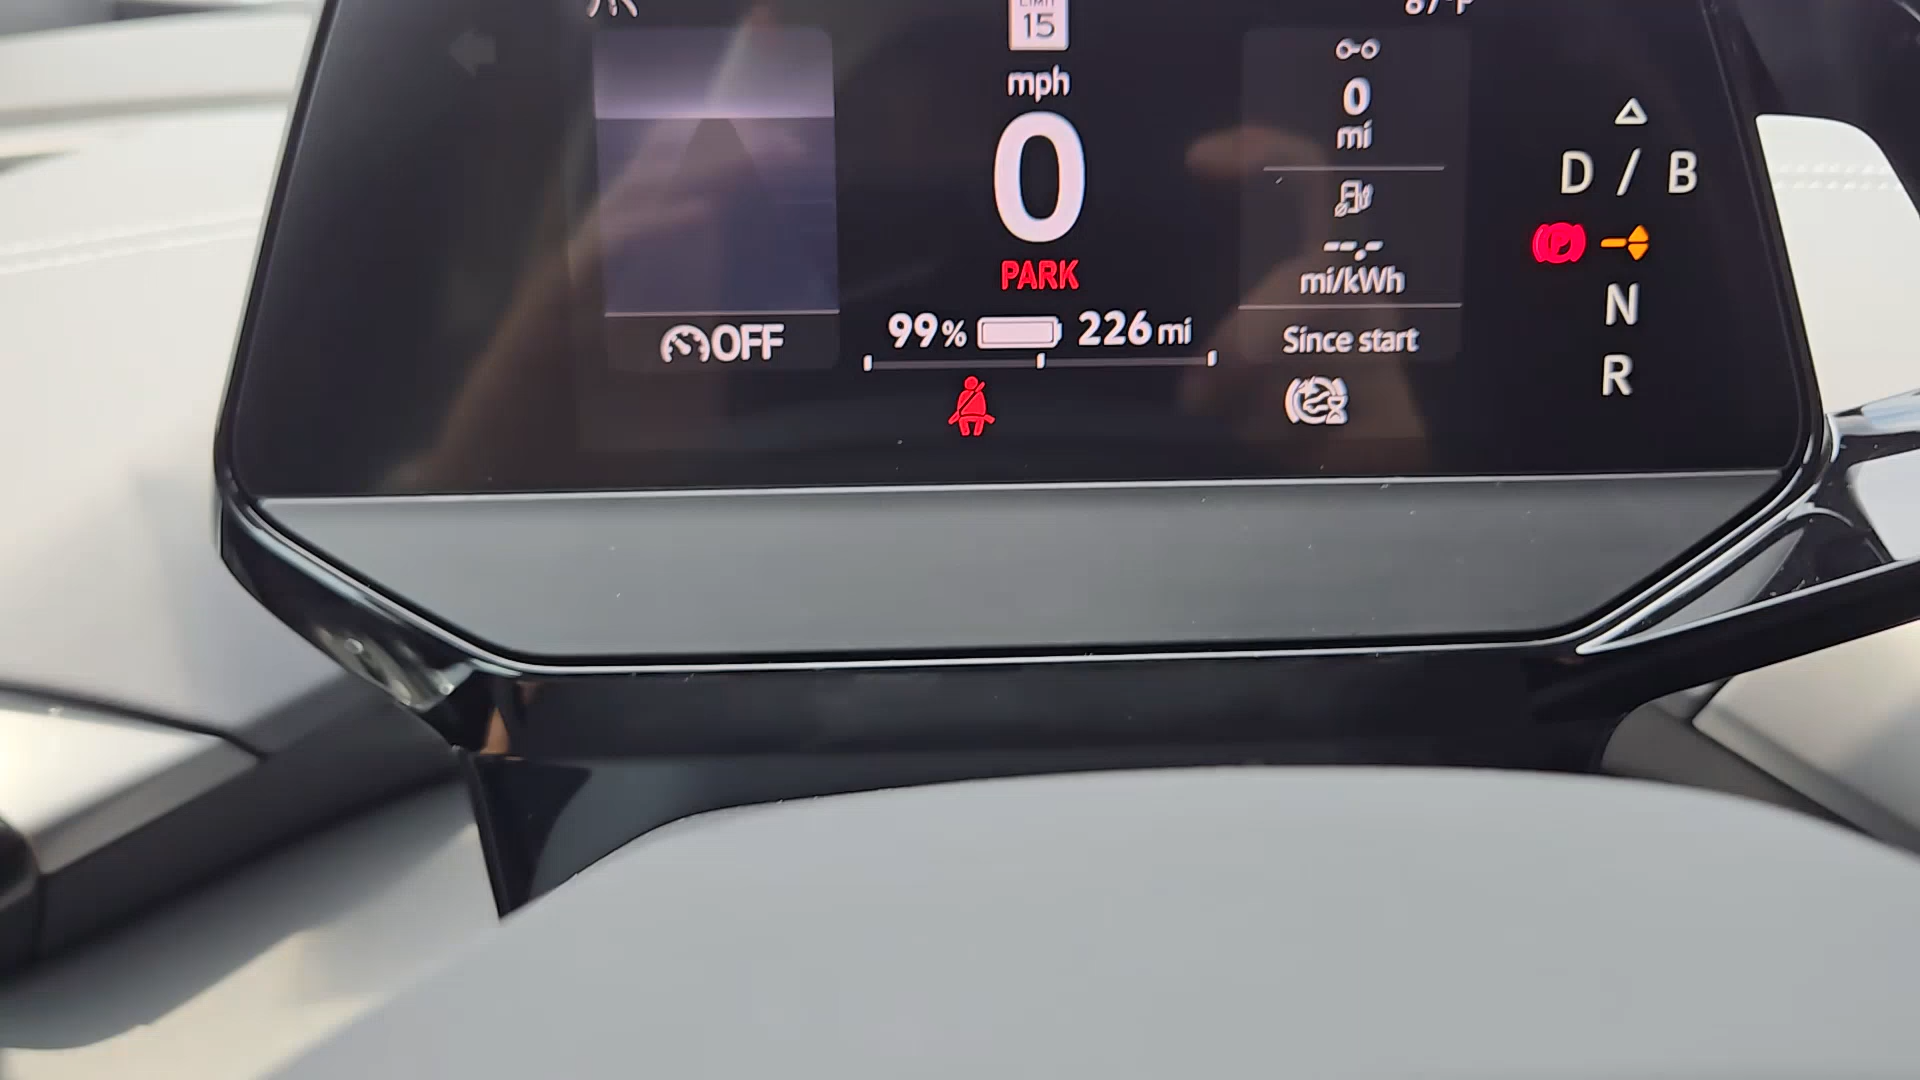 LIMIT
15
mph
0
PARK
99% 226 mi
OFF
0
mi
--.-
mi/kWh
Since start
D / B
P
N
R